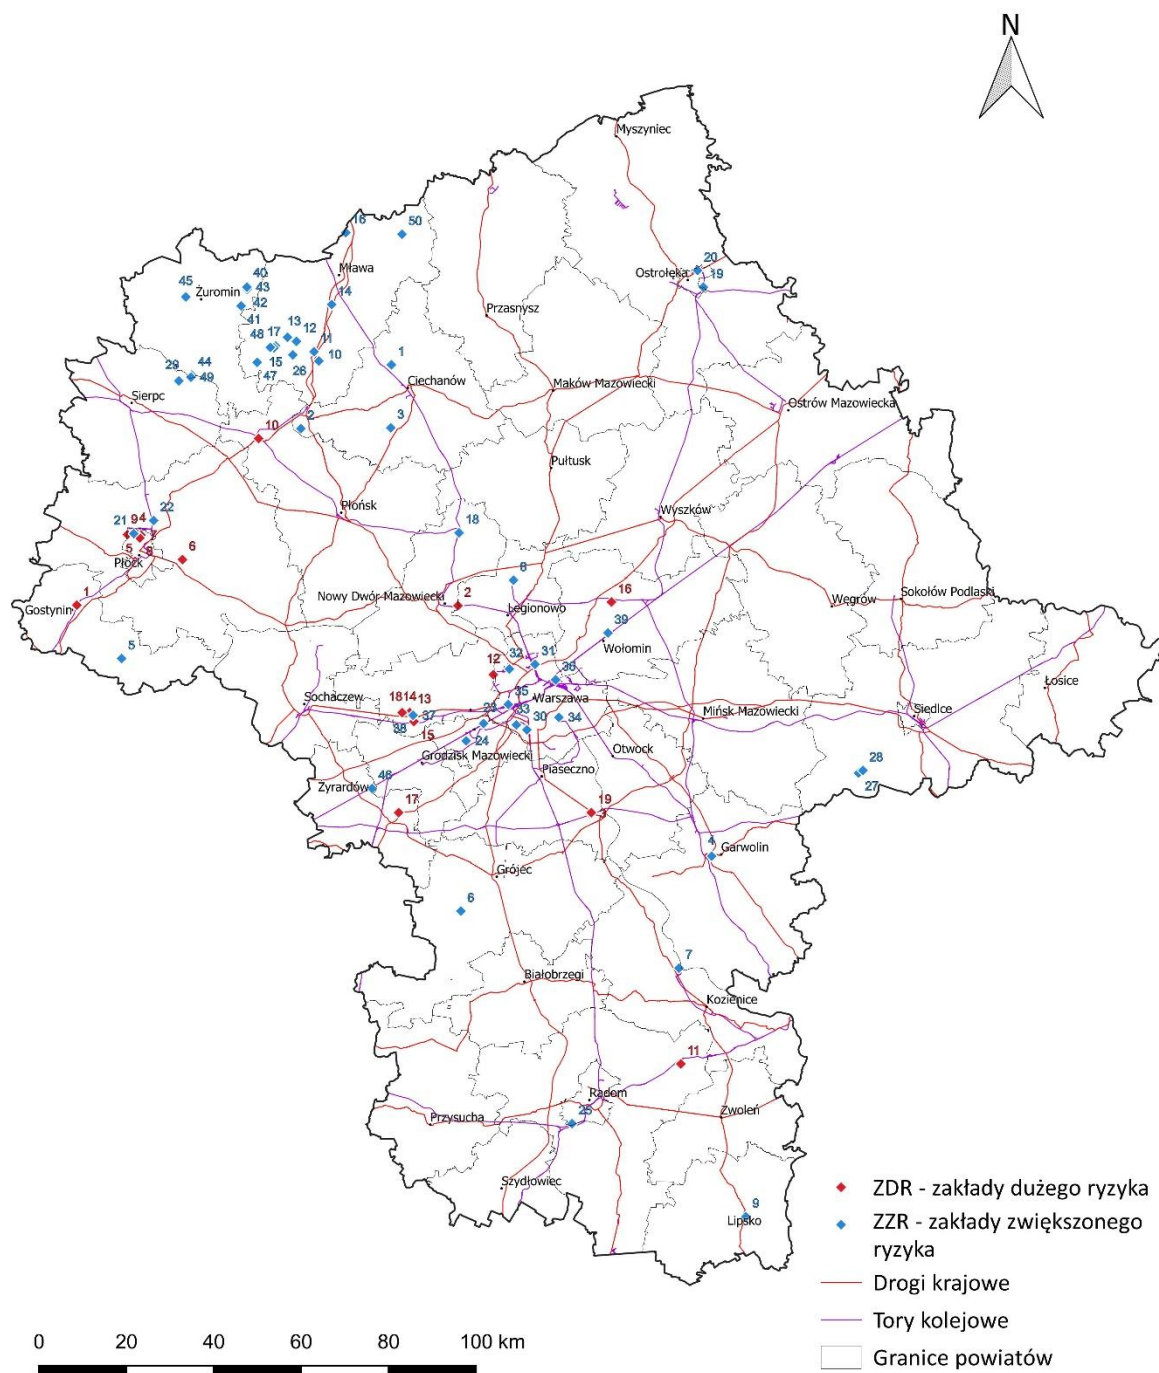 N
Myszyniec
16
50
Mława
20
Ostrołęka
19
45
40
43
Żuromin
42
14
Przasnysz
41
13
48
17
12
11
10
1
15
26
29
44
47
49
Ciechanów
Maków Mazowiecki
Sierpc
Ostrów Mazowiecka
10
2
3
Pułtusk
Płońsk
Wyszków
21
9
4
22
18
5
8
6
Płock
8
1
2
16
Nowy Dwór Mazowiecki
Węgrów
Sokołów Podlaski
Gostynin
Legionowo
39
5
Wołomin
32
31
12
36
Łosice
Sochaczew
18
14
13
35
Warszawa
23
33
37
30
34
Mińsk Mazowiecki
Siedlce
38
15
24
Otwock
Grodzisk Mazowiecki
28
Piaseczno
27
46
Żyrardów
17
19
3
4
Garwolin
Grójec
6
7
Białobrzegi
Kozienice
11
Radom
25
Przysucha
Zwoleń
Szydłowiec
9
Lipsko
ZDR - zakłady dużego ryzyka
ZZR - zakłady zwiększonego
ryzyka
Drogi krajowe
Tory kolejowe
Granice powiatów
0 20 40 60 80 100 km